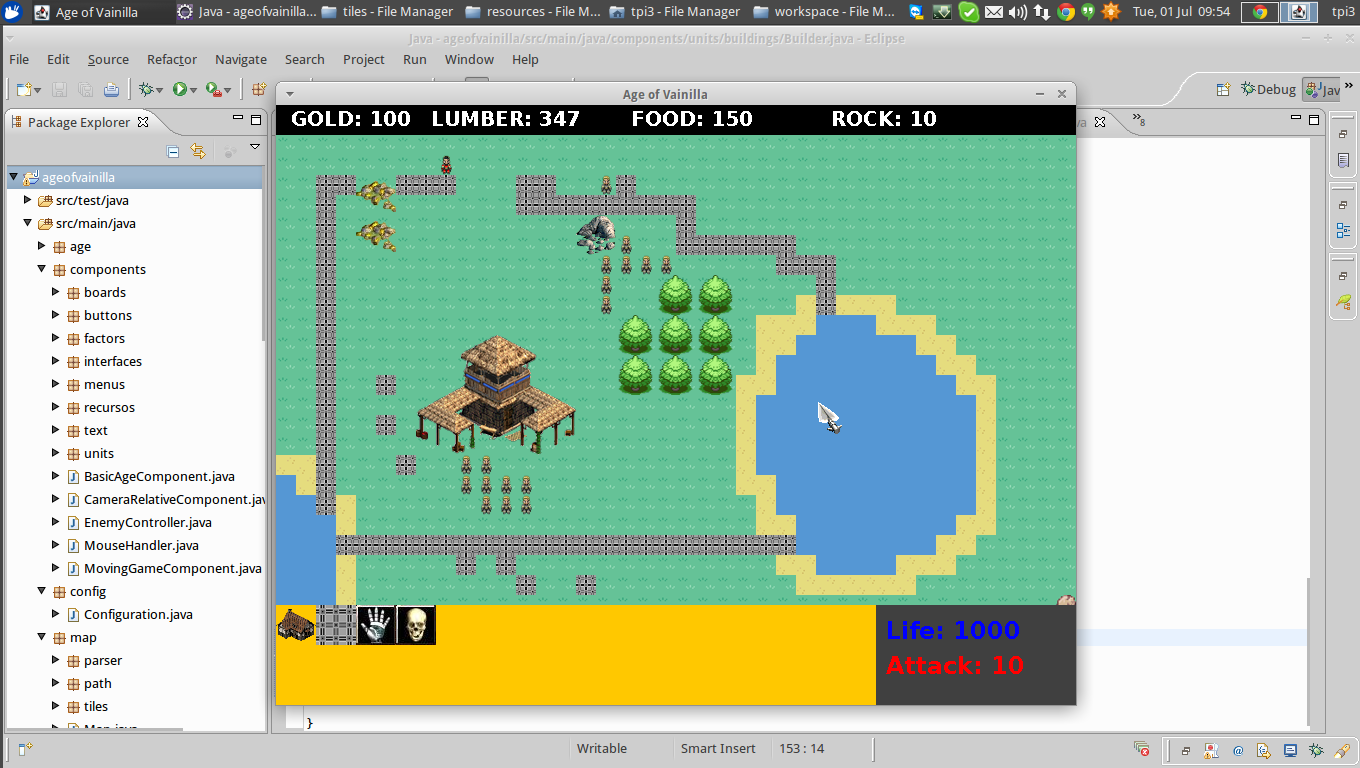 Age of Vainilla
Java - ageofvainilla...
tiles - File Manager
resources - File M...
tpi3 - File Manager
workspace - File M...
Tue, 01 Jul 09:54
tpi3
Java - ageofvainilla/src/main/java/components/units/buildings/Builder.java - Eclipse
File Edit Source Refactor Navigate Search Project Run Window Help
Debug
Jav
Package Explorer
Age of Vainilla
8
GOLD: 100 LUMBER: 347 FOOD: 150 ROCK: 10
ageofvainilla
src/test/java
src/main/java
age
components
boards
buttons
factors
interfaces
menus
recursos
text
units
BasicAgeComponent.java
CameraRelativeComponent.jav
EnemyController.java
MouseHandler.java
MovingGameComponent.java
config
Configuration.java
map
parser
path
tiles
Life: 1000
Attack: 10
}
Writable
Smart Insert
153 : 14